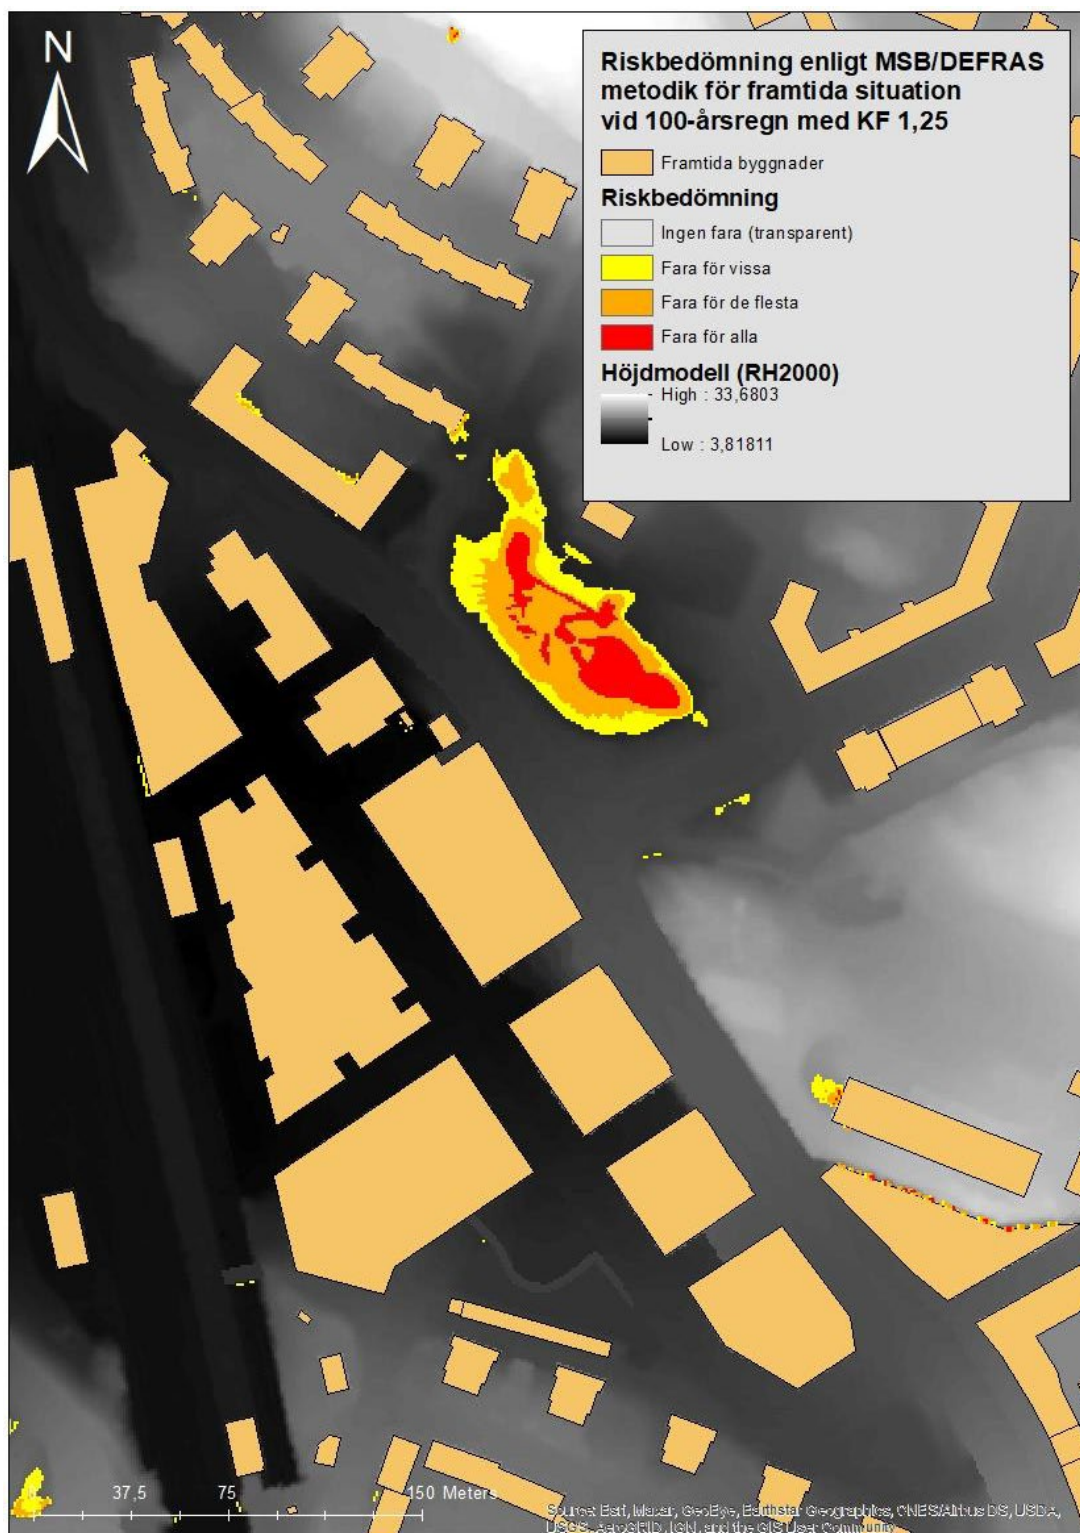 N
Riskbedömning enligt MSB/DEFRAS
metodik för framtida situation
vid 100-årsregn med KF 1,25
Framtida byggnader
Riskbedömning
Ingen fara (transparent)
Fara för vissa
Fara för de flesta
Fara för alla
Höjdmodell (RH2000)
High : 33,6803
Low : 3,81811
0 37,5 75 150 Meters
Source: Esri, Maxar, GeoEye, Earthstar Geographics, CNES/Airbus DS, USDA,
USGS, AeroGRID, IGN, and the GIS User Community